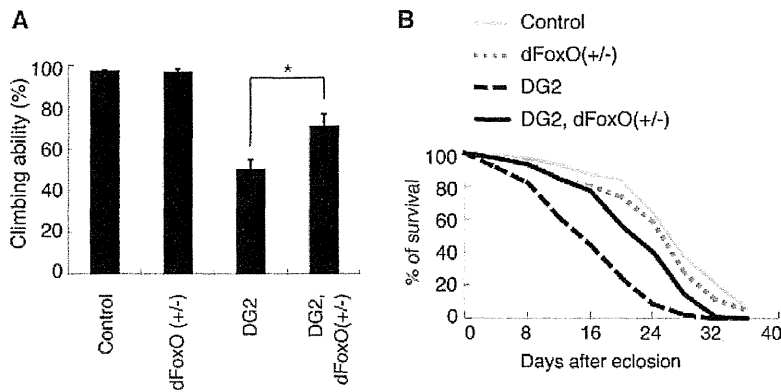 A
Climbing ability (%)
100
80
60
40
20
0
*
Control
dFoxO (+/-)
DG2
DG2,
dFoxO(+/-)
B
Control
dFoxO(+/-)
DG2
DG2, dFoxO(+/-)
% of survival
100
80
60
40
20
0
0 8 16 24 32 40
Days after eclosion